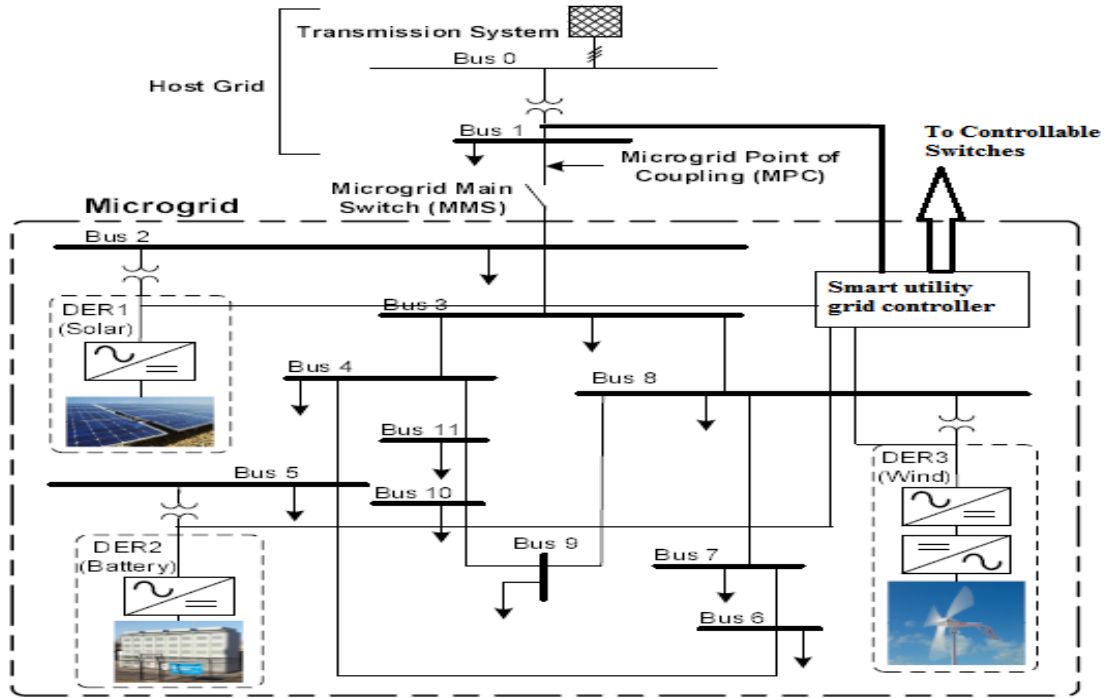 Transmission System
Bus 0
Host Grid
Bus 1
To Controllable
Switches
Microgrid Point of
Coupling (MPC)
Microgrid Main
Switch (MMS)
Microgrid
Bus 2
Smart utility
grid controller
DER1
(Solar)
Bus 3
Bus 4
Bus 8
Bus 11
Bus 5
Bus 10
DER3
(Wind)
DER2
(Battery)
Bus 9
Bus 7
Bus 6